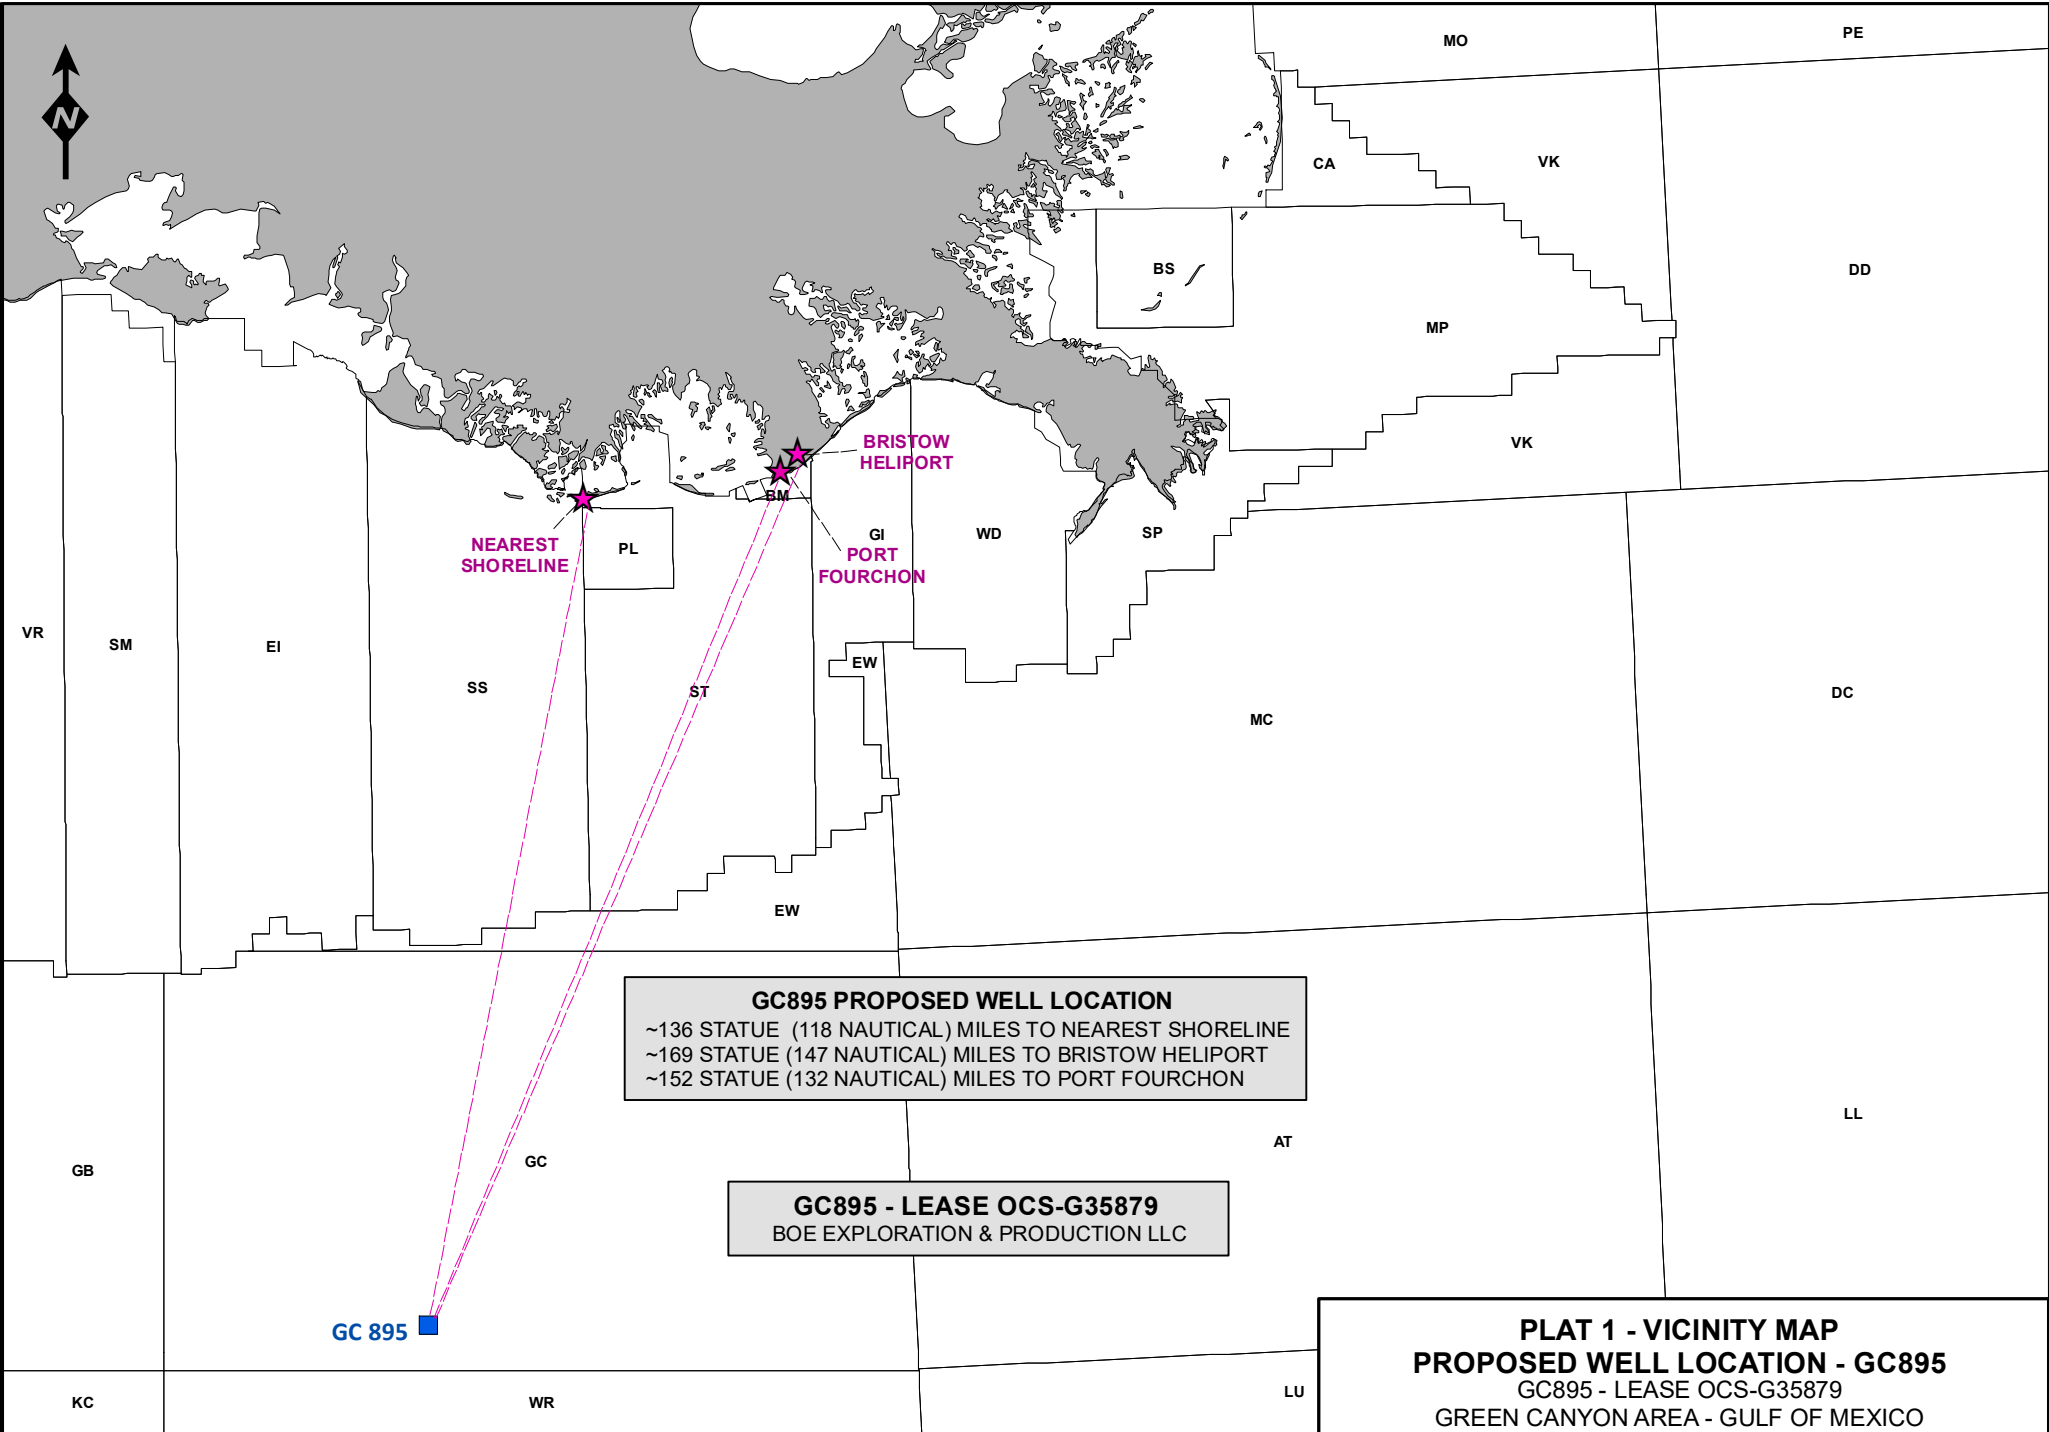 MO
PE
N
CA
VK
BS
DD
MP
BRISTOW
HELIPORT
VK
BM
NEAREST
SHORELINE
PL
GI
WD
SP
PORT
FOURCHON
VR
SM
EI
EW
SS
ST
DC
MC
EW
GC895 PROPOSED WELL LOCATION
~136 STATUE (118 NAUTICAL) MILES TO NEAREST SHORELINE
~169 STATUE (147 NAUTICAL) MILES TO BRISTOW HELIPORT
~152 STATUE (132 NAUTICAL) MILES TO PORT FOURCHON
LL
AT
GC
GB
GC895 - LEASE OCS-G35879
BOE EXPLORATION & PRODUCTION LLC
GC 895
PLAT 1 - VICINITY MAP
PROPOSED WELL LOCATION - GC895
GC895 - LEASE OCS-G35879
GREEN CANYON AREA - GULF OF MEXICO
LU
KC
WR